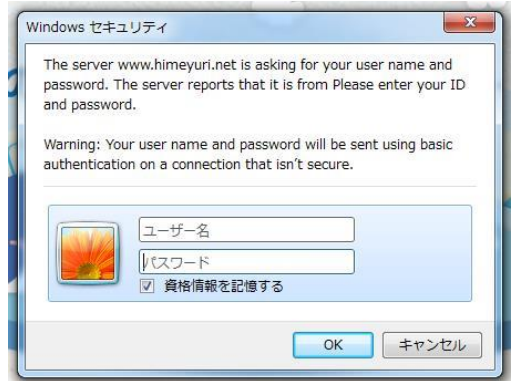 Windows セキュリティ
The server www.himeyuri.net is asking for your user name and
password. The server reports that it is from Please enter your ID
and password.
Warning: Your user name and password will be sent using basic
authentication on a connection that isn't secure.
ユーザー名
パスワード
資格情報を記憶する
OK
キャンセル